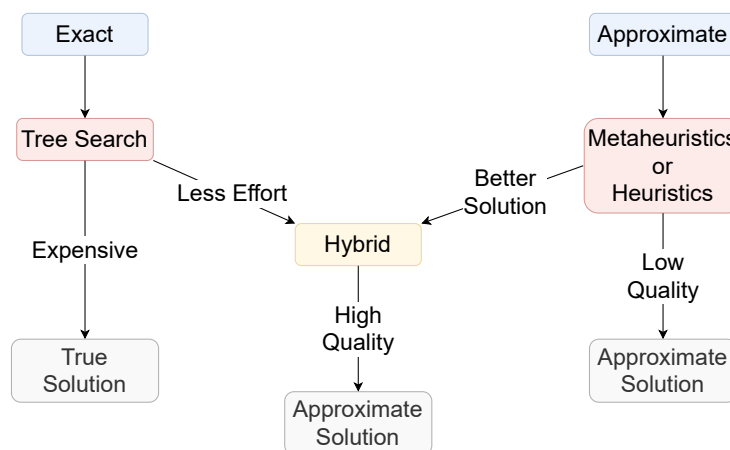 Exact
Approximate
Tree Search
Metaheuristics
or
Heuristics
Less Effort
Better
Solution
Expensive
Hybrid
Low
Quality
High
Quality
True
Solution
Approximate
Solution
Approximate
Solution